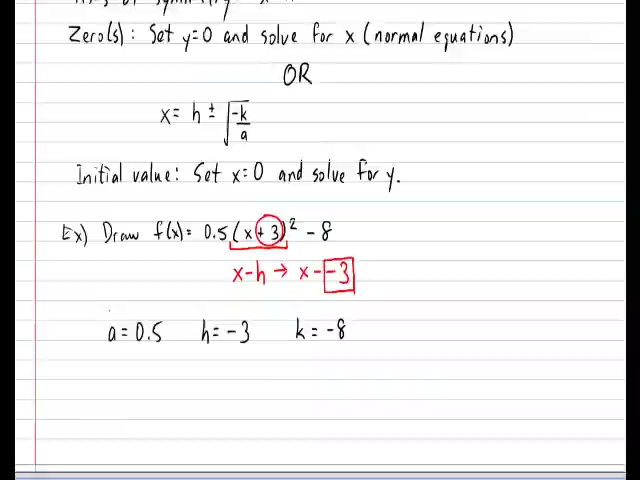 Zero(s): Set y=0 and solve for x (normal equations)
OR
x = h ± √(-k/a)
Initial value: Set x=0 and solve for y.
Ex) Draw f(x) = 0.5(x+3)² - 8
x-h → x--3
a=0.5 h=-3 k=-8